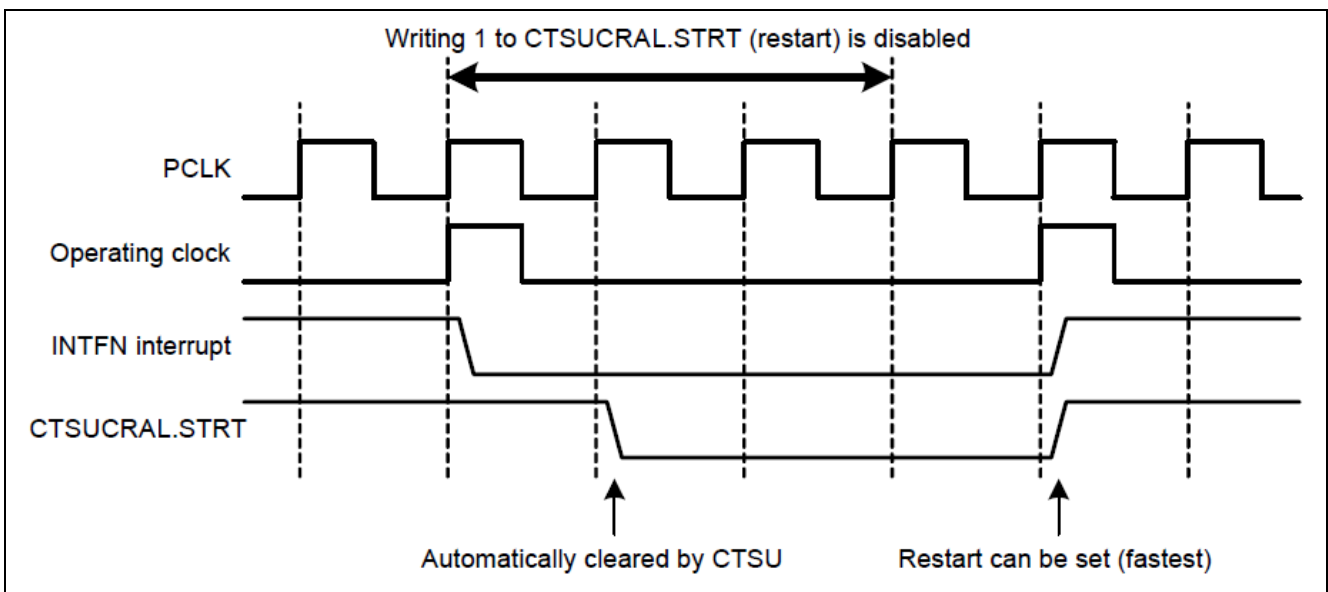 Writing 1 to CTSUCRAL.STRT (restart) is disabled
PCLK
Operating clock
INTFN interrupt
CTSUCRAL.STRT
Automatically cleared by CTSU
Restart can be set (fastest)